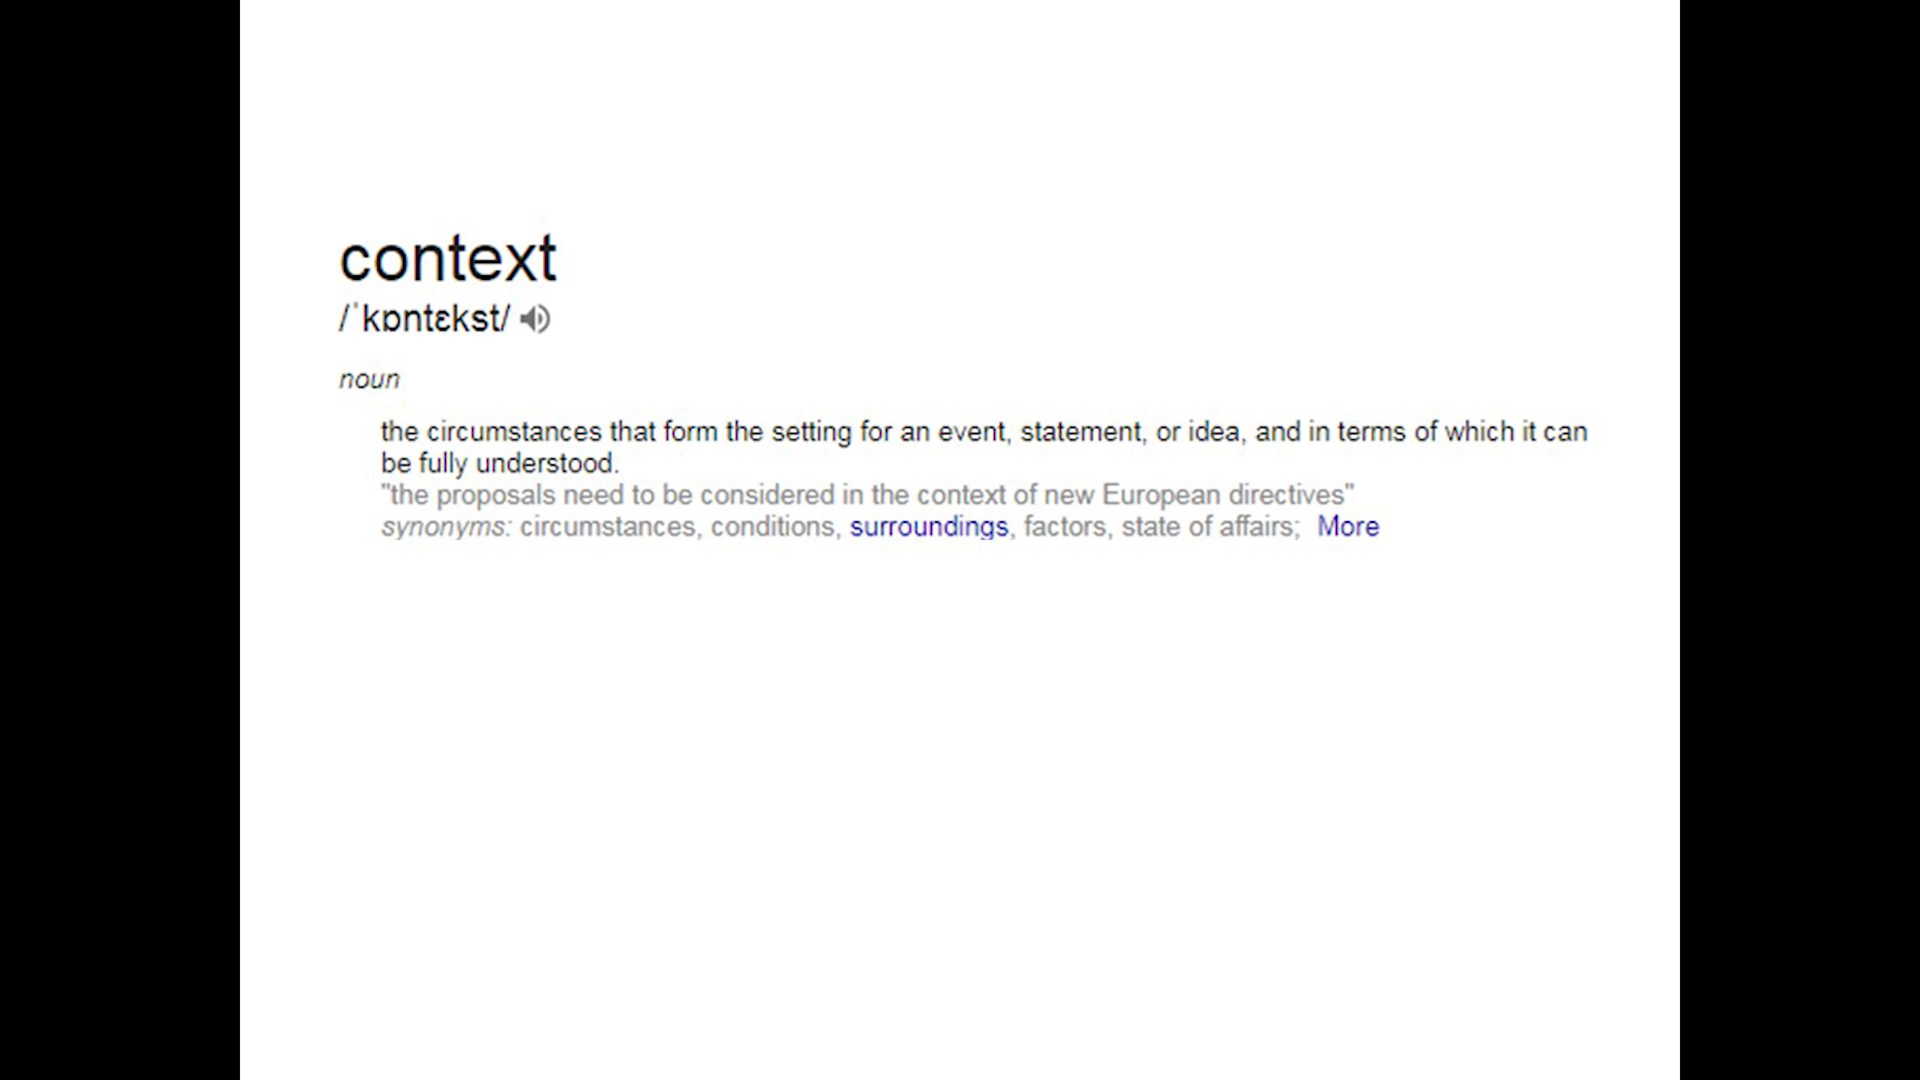 context
/ˈkɒntɛkst/
noun
the circumstances that form the setting for an event, statement, or idea, and in terms of which it can
be fully understood.
"the proposals need to be considered in the context of new European directives"
synonyms: circumstances, conditions, surroundings, factors, state of affairs; More